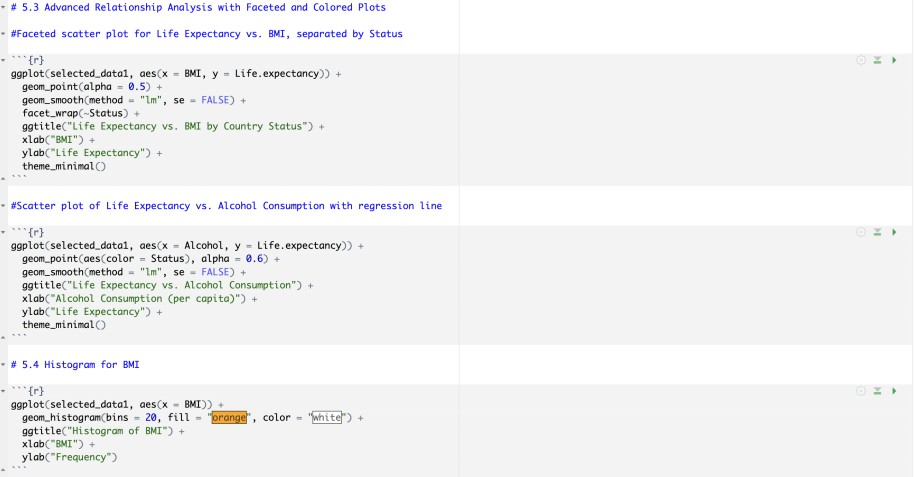 # 5.3 Advanced Relationship Analysis with Faceted and Colored Plots
#Faceted scatter plot for Life Expectancy vs. BMI, separated by Status
```{r}
ggplot(selected_data1, aes(x = BMI, y = Life.expectancy)) +
  geom_point(alpha = 0.5) +
  geom_smooth(method = "lm", se = FALSE) +
  facet_wrap(~Status) +
  ggtitle("Life Expectancy vs. BMI by Country Status") +
  xlab("BMI") +
  ylab("Life Expectancy") +
  theme_minimal()
```
#Scatter plot of Life Expectancy vs. Alcohol Consumption with regression line
```{r}
ggplot(selected_data1, aes(x = Alcohol, y = Life.expectancy)) +
  geom_point(aes(color = Status), alpha = 0.6) +
  geom_smooth(method = "lm", se = FALSE) +
  ggtitle("Life Expectancy vs. Alcohol Consumption") +
  xlab("Alcohol Consumption (per capita)") +
  ylab("Life Expectancy") +
  theme_minimal()
```
# 5.4 Histogram for BMI
```{r}
ggplot(selected_data1, aes(x = BMI)) +
  geom_histogram(bins = 20, fill = "orange", color = "white") +
  ggtitle("Histogram of BMI") +
  xlab("BMI") +
  ylab("Frequency")
```